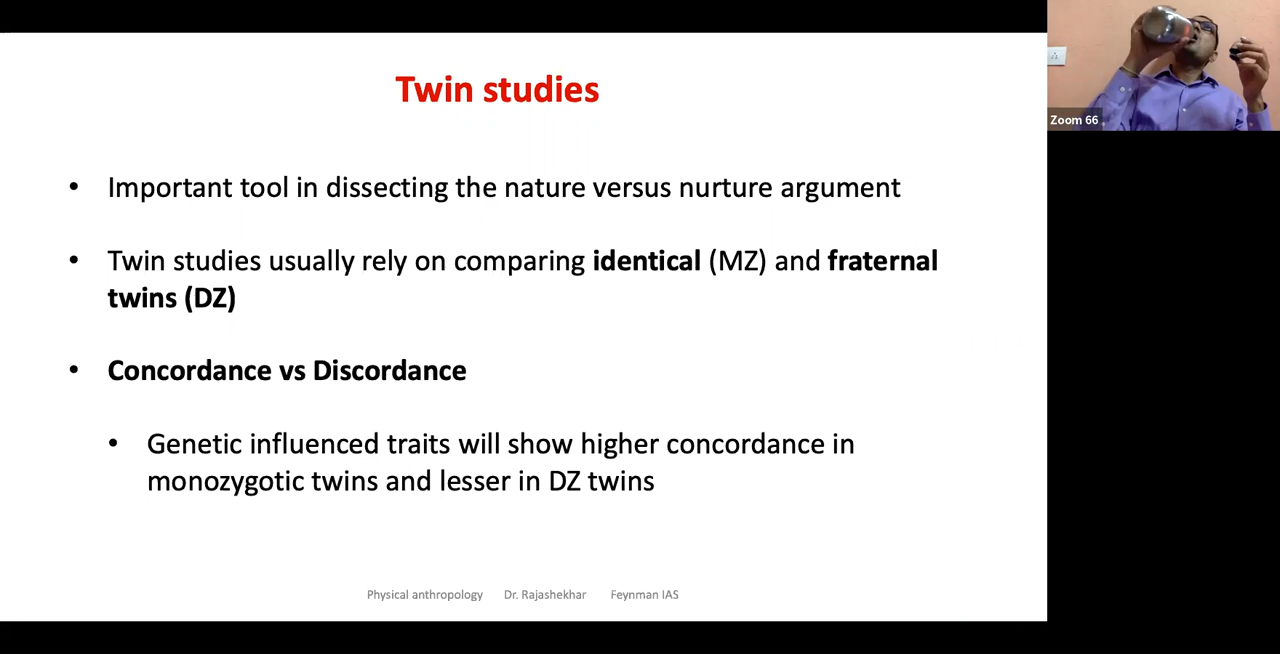 Twin studies
• Important tool in dissecting the nature versus nurture argument
• Twin studies usually rely on comparing identical (MZ) and fraternal
twins (DZ)
• Concordance vs Discordance
• Genetic influenced traits will show higher concordance in
monozygotic twins and lesser in DZ twins
Physical anthropology Dr. Rajashekhar Feynman IAS
Zoom 66